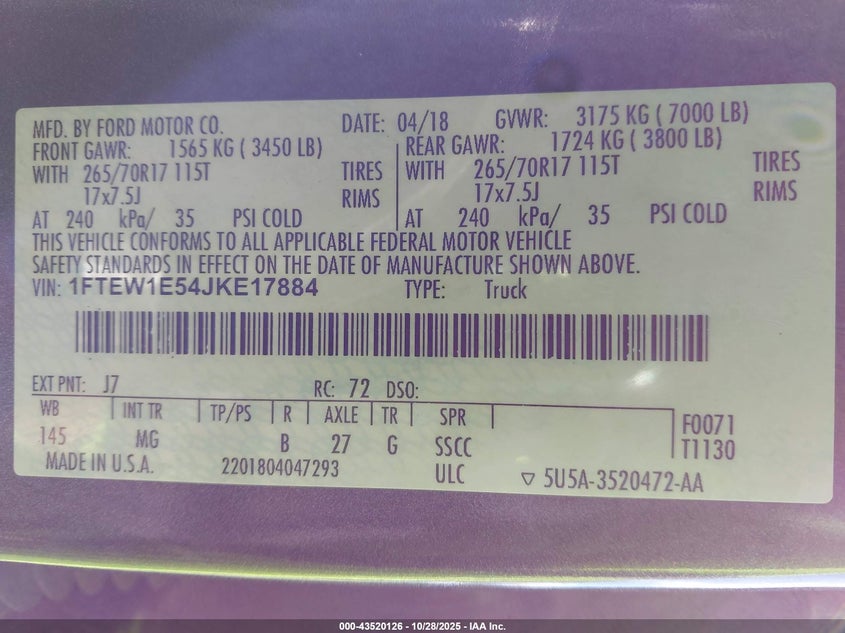 MFD. BY FORD MOTOR CO. DATE: 04/18 GVWR: 3175 KG ( 7000 LB)
FRONT GAWR: 1565 KG ( 3450 LB) REAR GAWR: 1724 KG ( 3800 LB)
WITH 265/70R17 115T TIRES WITH 265/70R17 115T TIRES
17x7.5J RIMS 17x7.5J RIMS
AT 240 kPa/ 35 PSI COLD AT 240 kPa/ 35 PSI COLD
THIS VEHICLE CONFORMS TO ALL APPLICABLE FEDERAL MOTOR VEHICLE
SAFETY STANDARDS IN EFFECT ON THE DATE OF MANUFACTURE SHOWN ABOVE.
VIN: 1FTEW1E54JKE17884 TYPE: Truck
EXT PNT: J7 RC: 72 DSO:
WB INT TR TP/PS R AXLE TR SPR F0071
145 MG B 27 G SSCC T1130
MADE IN U.S.A. 2201804047293 ULC ▽ 5U5A-3520472-AA
000-43520126 - 10/28/2025 - IAA Inc.